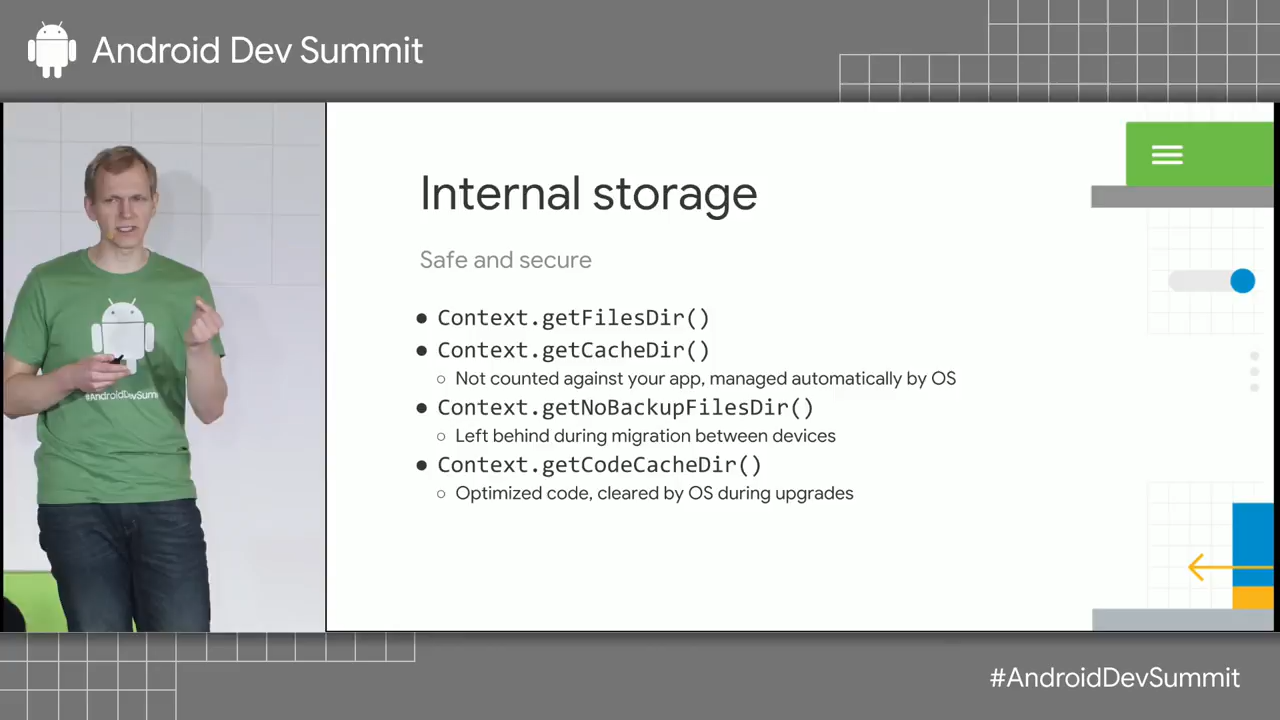 Android Dev Summit
Internal storage
Safe and secure
● Context.getFilesDir()
● Context.getCacheDir()
○ Not counted against your app, managed automatically by OS
● Context.getNoBackupFilesDir()
○ Left behind during migration between devices
● Context.getCodeCacheDir()
○ Optimized code, cleared by OS during upgrades
#AndroidDevSumm
#AndroidDevSummit